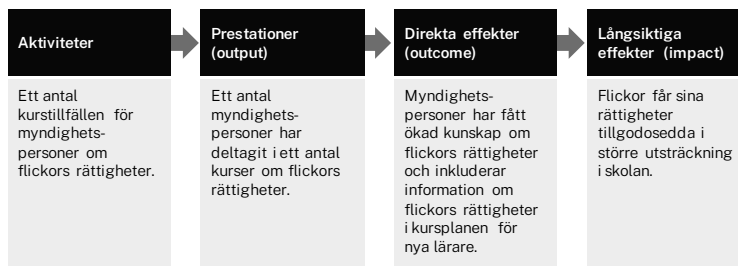 Aktiviteter
Ett antal
kurstillfällen för
myndighets-
personer om
flickors rättigheter.
Prestationer
(output)
Ett antal
myndighets-
personer har
deltagit i ett antal
kurser om flickors
rättigheter.
Direkta effekter
(outcome)
Myndighets-
personer har fått
ökad kunskap om
flickors rättigheter
och inkluderar
information om
flickors rättigheter
i kursplanen för
nya lärare.
Långsiktiga
effekter (impact)
Flickor får sina
rättigheter
tillgodosedda i
större utsträckning
i skolan.